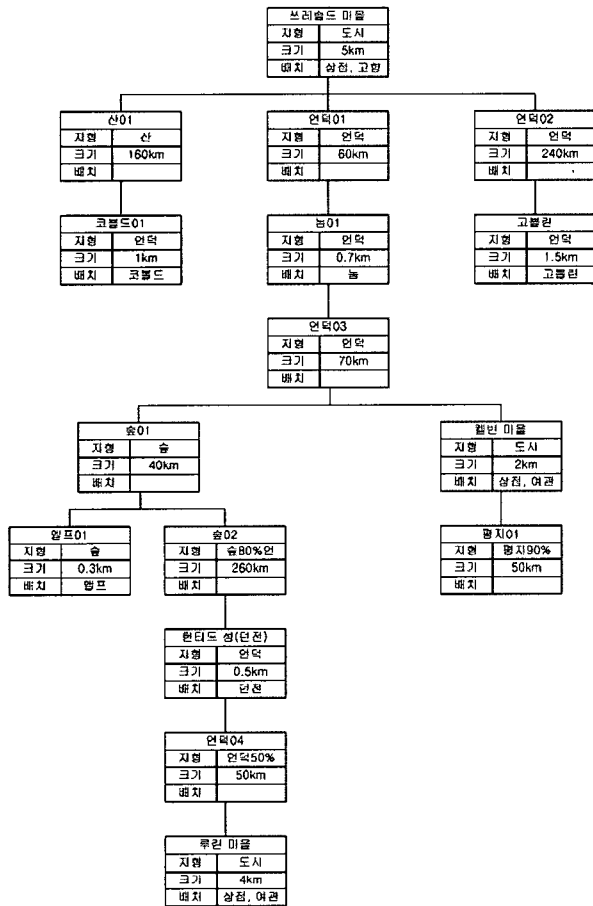 쓰레숄드 마을
지형 도시
크기 5km
배치 상점, 고향
산01
지형 산
크기 160km
배치
언덕01
지형 언덕
크기 60km
배치
언덕02
지형 언덕
크기 240km
배치
코볼드01
지형 언덕
크기 1km
배치 코볼드
놈01
지형 언덕
크기 0.7km
배치 놈
고블린
지형 언덕
크기 1.5km
배치 고블린
언덕03
지형 언덕
크기 70km
배치
숲01
지형 숲
크기 40km
배치
웰빈 마을
지형 도시
크기 2km
배치 상점, 여관
엘프01
지형 숲
크기 0.3km
배치 엘프
숲02
지형 숲80%언
크기 260km
배치
평지01
지형 평지90%
크기 50km
배치
헌티드 성(던전)
지형 언덕
크기 0.5km
배치 던전
언덕04
지형 언덕50%
크기 50km
배치
루린 마을
지형 도시
크기 4km
배치 상점, 여관